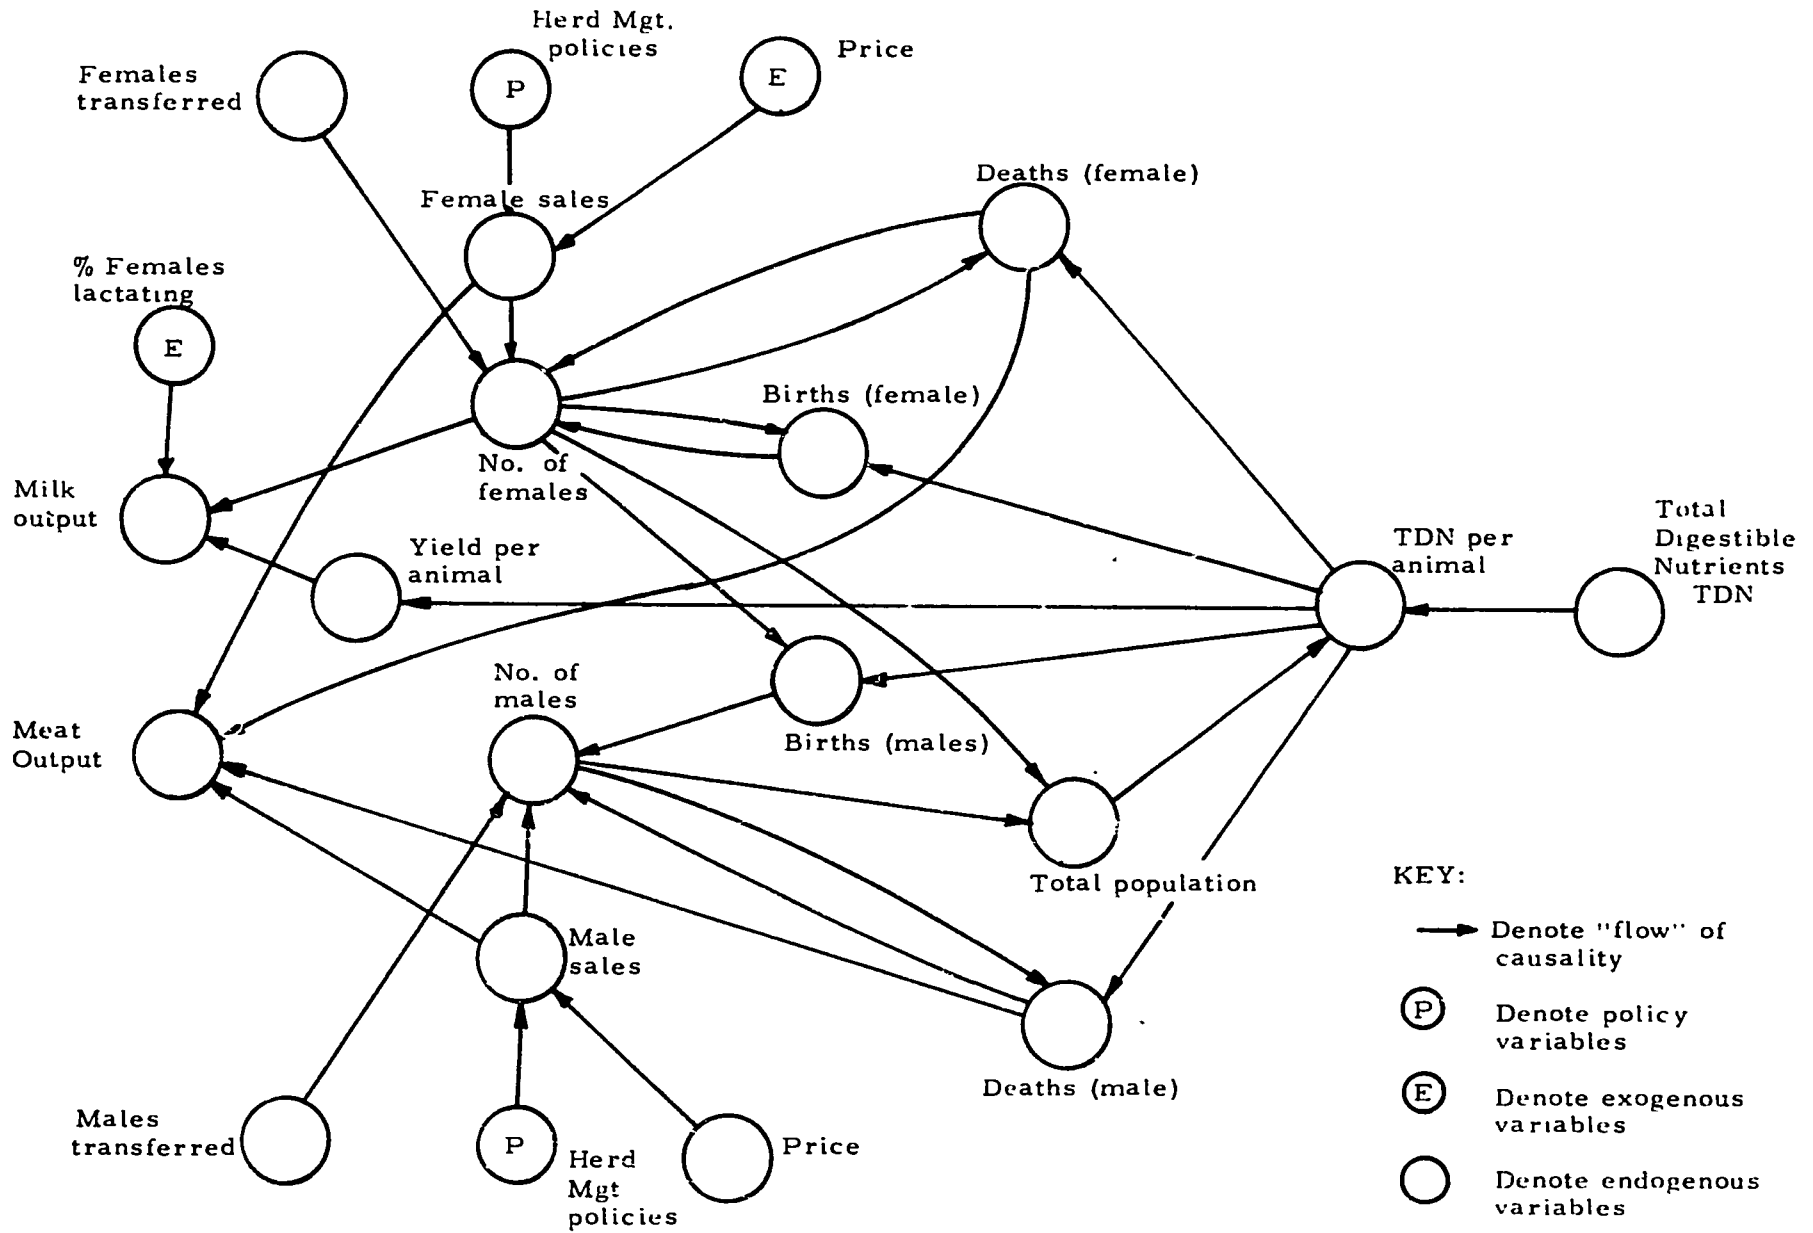 Herd Mgt.
policies
P
Price
E
Females
transferred
Female sales
Deaths (female)
% Females
lactating
E
Births (female)
No. of
females
Milk
output
Yield per
animal
TDN per
animal
Total
Digestible
Nutrients
TDN
No. of
males
Births (males)
Meat
Output
Total population
Male
sales
Deaths (male)
Males
transferred
P
Herd
Mgt
policies
Price
KEY:
Denote "flow" of
causality
P
Denote policy
variables
E
Denote exogenous
variables
Denote endogenous
variables